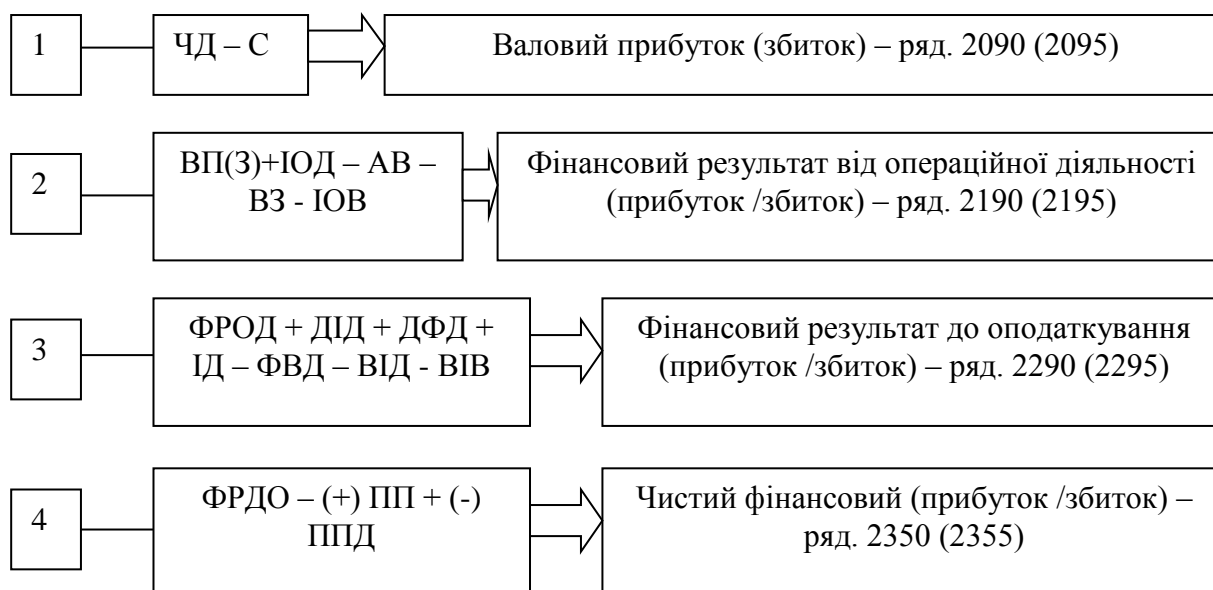 1
ЧД – С
Валовий прибуток (збиток) – ряд. 2090 (2095)
2
ВП(З)+ІОД – АВ –
ВЗ - ІОВ
Фінансовий результат від операційної діяльності
(прибуток /збиток) – ряд. 2190 (2195)
3
ФРОД + ДІД + ДФД +
ІД – ФВД – ВІД - ВІВ
Фінансовий результат до оподаткування
(прибуток /збиток) – ряд. 2290 (2295)
4
ФРДО – (+) ПП + (-)
ППД
Чистий фінансовий (прибуток /збиток) –
ряд. 2350 (2355)